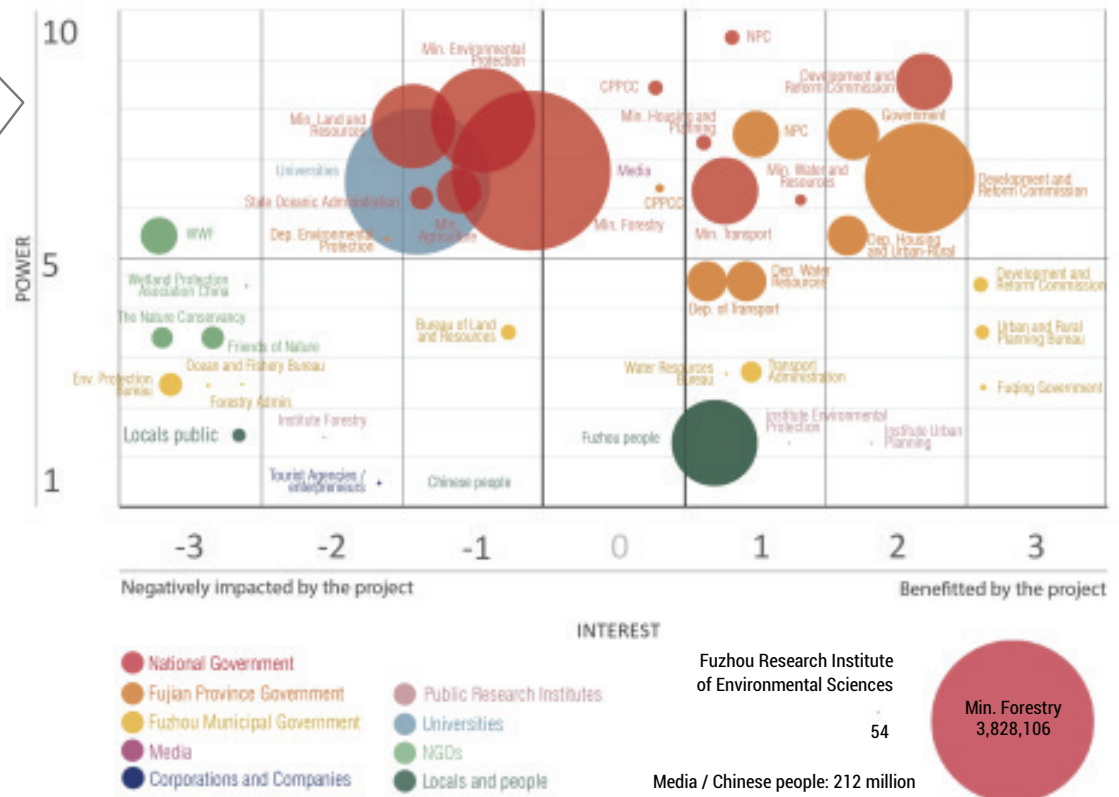 10
NPC
Min. Environmental
Protection
Development and
Reform Commission
CPPCC
Min. Land and
Resources
Min. Housing and
Planning
NPC
Government
Universities
Media
Min. Water and
Resources
Development and
Reform Commission
State Oceanic Administration
CPPCC
Min.
Agriculture
Min. Forestry
Min. Transport
WWF
Dep. Environmental
Protection
Dep. Housing
and Urban-Rural
POWER
5
Wetland Protection
Asociation China
Dep. Water
Resources
Development and
Reform Commission
Dep. of Transport
The Nature Conservancy
Friends of Nature
Bureau of Land
and Resources
Urban and Rural
Planning Bureau
Ocean and Fishery Bureau
Env. Protection
Bureau
Forastry Admin.
Water Resources
Bureau
Transport
Administration
Fuqing Government
Locals public
Institute Forestry
Fuzhou people
Institute Environmental
Protection
Institute Urban
Planning
1
Tourist Agencies /
enterpreneurs
Chinese people
-3 -2 -1 0 1 2 3
Negatively impacted by the project
Benefitted by the project
INTEREST
National Government
Fujian Province Government
Fuzhou Municipal Government
Media
Corporations and Companies
Public Research Institutes
Universities
NGOs
Locals and people
Fuzhou Research Institute
of Environmental Sciences
54
Media / Chinese people: 212 million
Min. Forestry
3,828,106